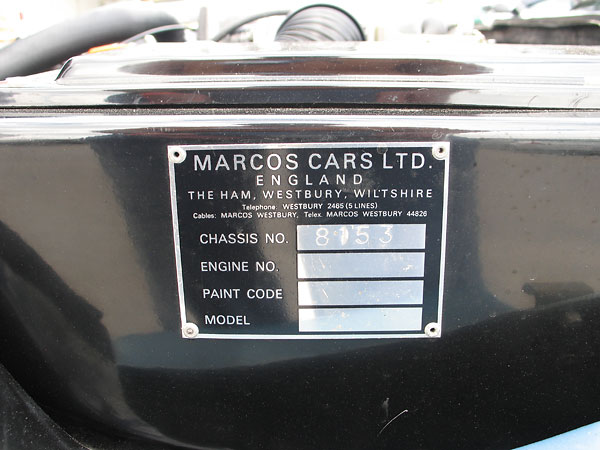 MARCOS CARS LTD.
ENGLAND
THE HAM, WESTBURY, WILTSHIRE
Telephone: WESTBURY 2465 (5 LINES)
Cables: MARCOS WESTBURY, Telex. MARCOS WESTBURY 44826
CHASSIS NO. 8153
ENGINE NO.
PAINT CODE
MODEL